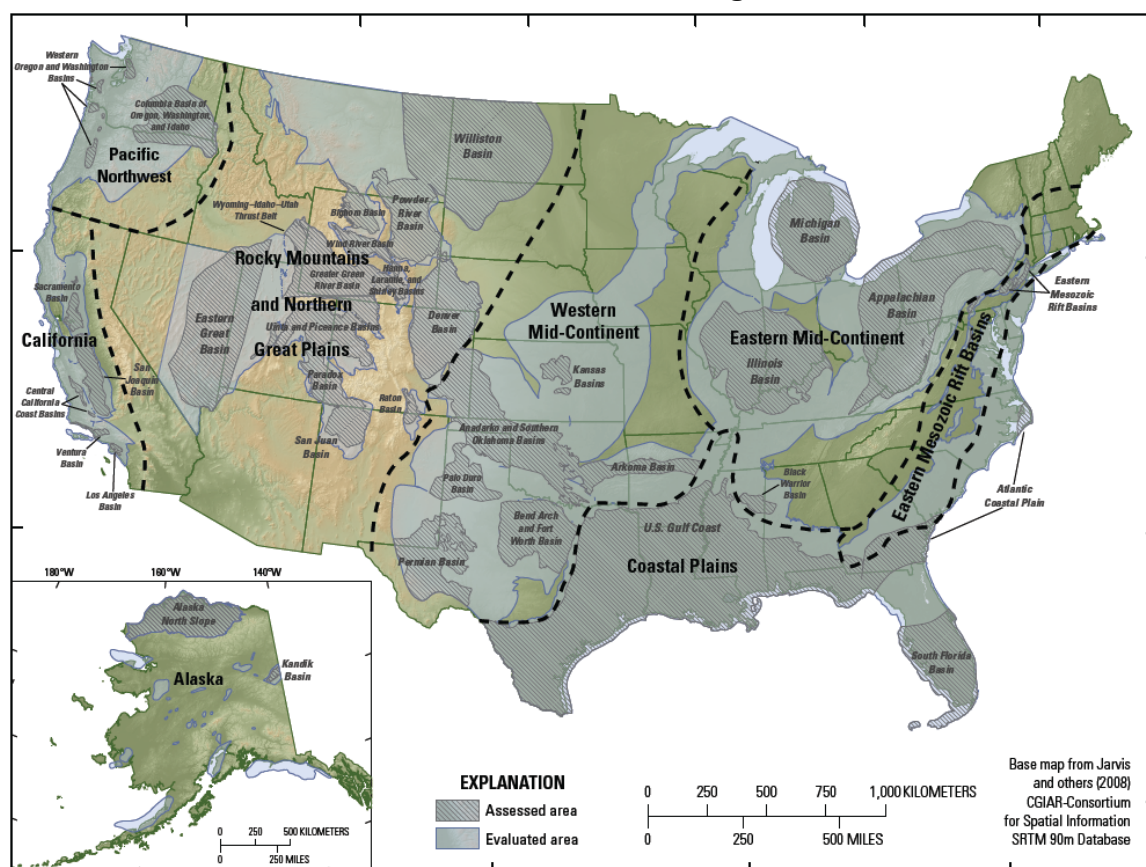 Western
Oregon and Washington
Basins
Columbia Basin of
Oregon, Washington,
and Idaho
Pacific
Northwest
Williston
Basin
Wyoming–Idaho–Utah
Thrust Belt
Bighorn Basin
Powder
River
Basin
Wind River Basin
Rocky Mountains
Greater Green
River Basin
Hanna,
Laramie, and
Shirley Basins
and Northern
Uinta and Piceance Basins
Great Plains
Eastern
Great
Basin
Denver
Basin
Paradox
Basin
Raton
Basin
San Juan
Basin
Sacramento
Basin
California
San
Joaquin
Basin
Central
California
Coast Basins
Ventura
Basin
Los Angeles
Basin
Western
Mid-Continent
Kansas
Basins
Anadarko and Southern
Oklahoma Basins
Arkoma Basin
Palo Duro
Basin
Bend Arch
and Fort
Worth Basin
Permian Basin
Michigan
Basin
Eastern Mid-Continent
Illinois
Basin
Appalachian
Basin
Eastern
Mesozoic
Rift Basins
Eastern Mesozoic Rift Basins
Black
Warrior
Basin
Atlantic
Coastal Plain
U.S. Gulf Coast
Coastal Plains
South Florida
Basin
180°
160°W
140°W
Alaska
North Slope
Kandik
Basin
Alaska
0 250 500 KILOMETERS
0 250 MILES
EXPLANATION
Assessed area
Evaluated area
0 250 500 750 1,000 KILOMETERS
0 250 500 MILES
Base map from Jarvis
and others (2008)
CGIAR-Consortium
for Spatial Information
SRTM 90m Database